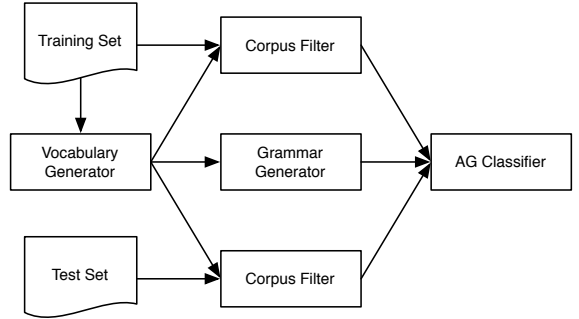 Training Set
Corpus Filter
Vocabulary
Generator
Grammar
Generator
AG Classifier
Test Set
Corpus Filter